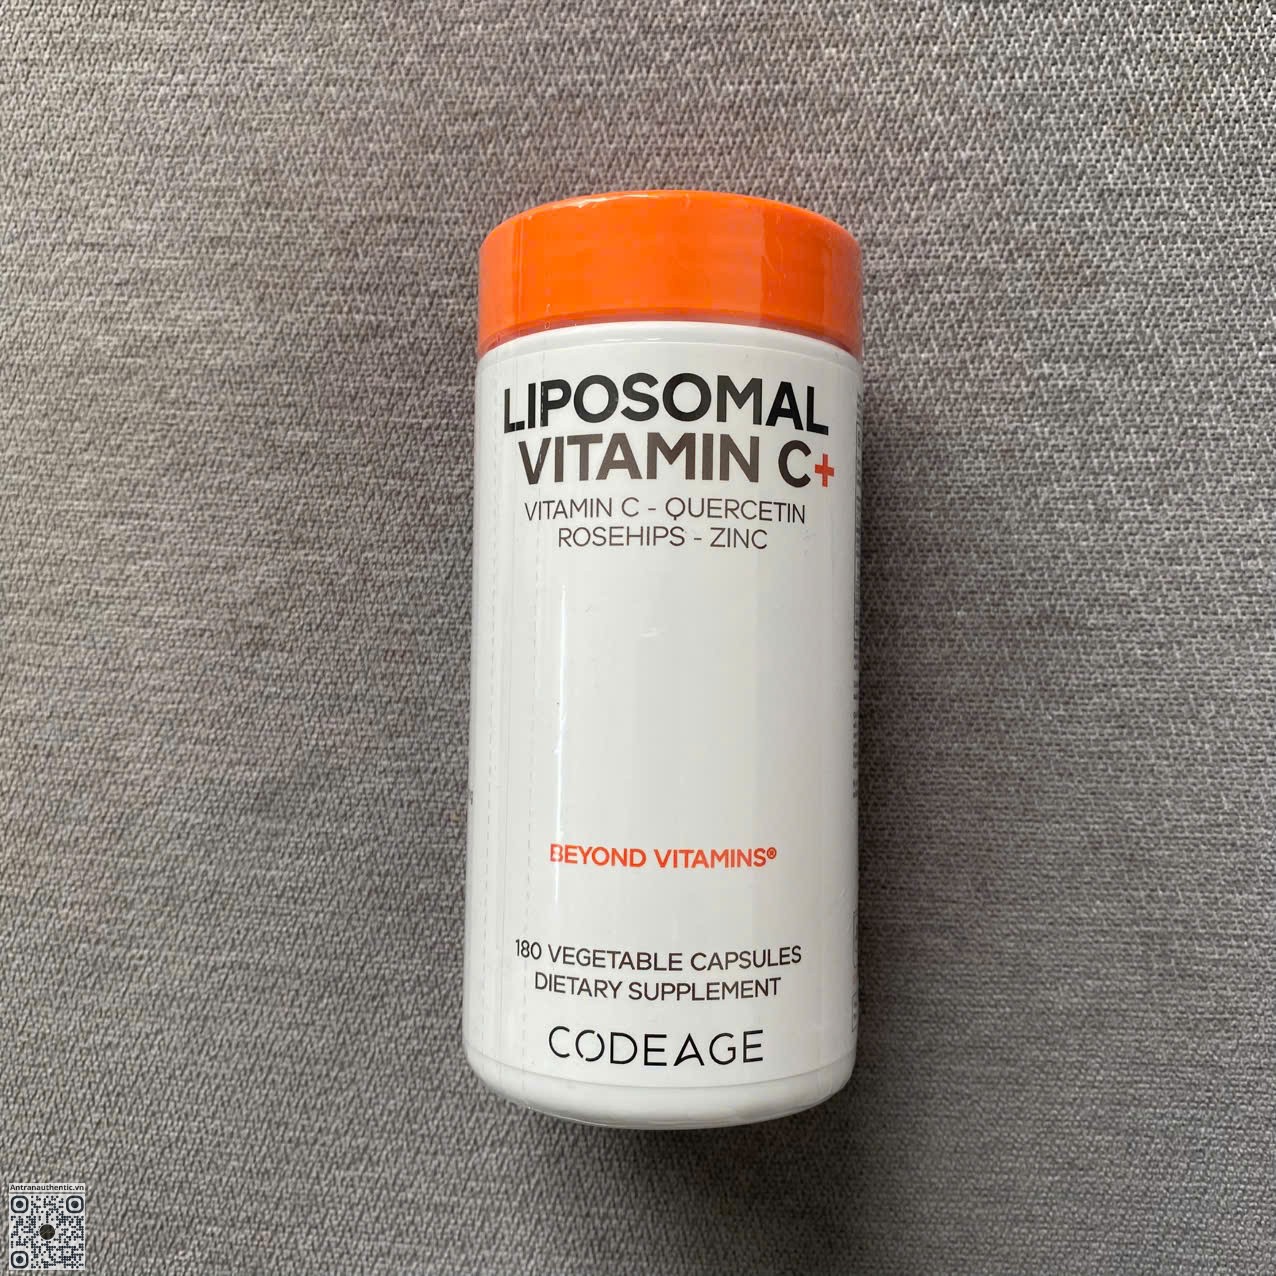 LIPOSOMAL
VITAMIN C+
VITAMIN C - QUERCETIN
ROSEHIPS - ZINC
BEYOND VITAMINS®
180 VEGETABLE CAPSULES
DIETARY SUPPLEMENT
CODEAGE
Antranauthentic.vn